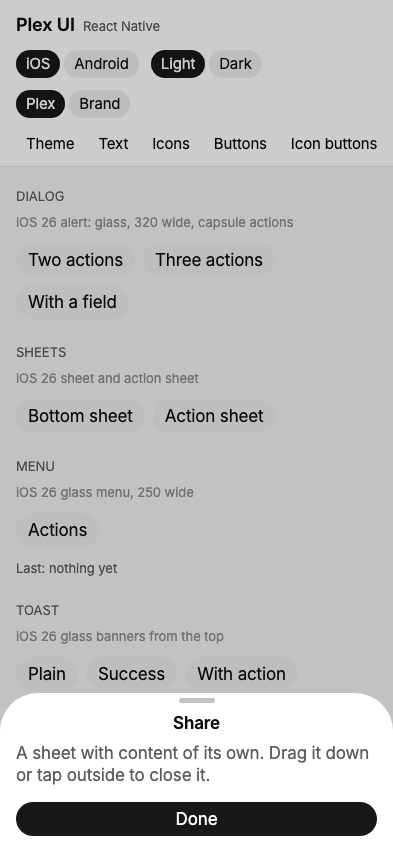 Plex UI React Native
iOS Android Light Dark
Plex Brand
Theme Text Icons Buttons Icon buttons
DIALOG
iOS 26 alert: glass, 320 wide, capsule actions
Two actions Three actions
With a field
SHEETS
iOS 26 sheet and action sheet
Bottom sheet Action sheet
MENU
iOS 26 glass menu, 250 wide
Actions
Last: nothing yet
TOAST
iOS 26 glass banners from the top
Plain Success With action
Share
A sheet with content of its own. Drag it down
or tap outside to close it.
Done